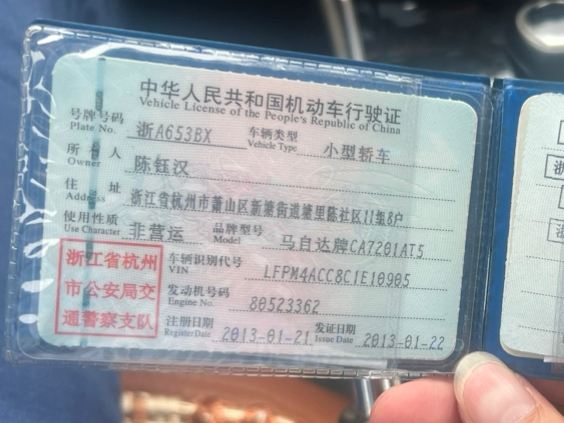 中华人民共和国机动车行驶证
Vehicle License of the People's Republic of China
号牌号码 浙A653BX 车辆类型 小型轿车
Plate No. Vehicle Type
所有人 陈钰汉
Owner
住址 浙江省杭州市萧山区新塘街道塘里陈社区11组8户
Address
使用性质 非营运 品牌型号 马自达牌CA7201AT5
Use Character Model
浙江省杭州市公安局交通警察支队
车辆识别代号 LFPM4ACC8C1E10905
VIN
发动机号码 80523362
Engine No.
注册日期 2013-01-21 发证日期 2013-01-22
Register Date Issue Date